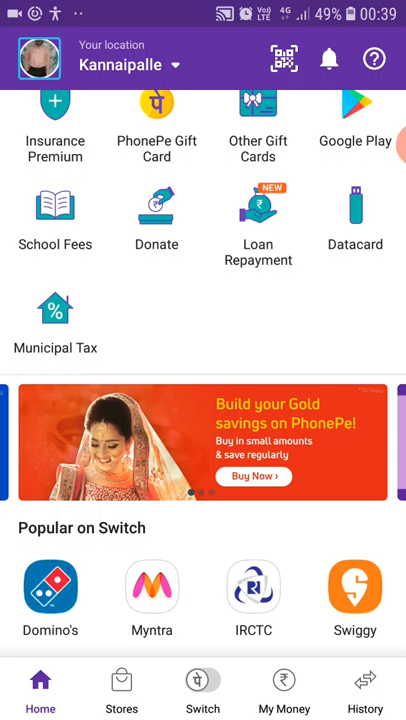 VoLTE 4G 49% 00:39
Your location
Kannaipalle
Insurance Premium
PhonePe Gift Card
Other Gift Cards
Google Play
NEW
School Fees
Donate
Loan Repayment
Datacard
Municipal Tax
Build your Gold
savings on PhonePe!
Buy in small amounts
& save regularly
Buy Now ›
Popular on Switch
Domino's
Myntra
IRCTC
Swiggy
Home
Stores
Switch
My Money
History